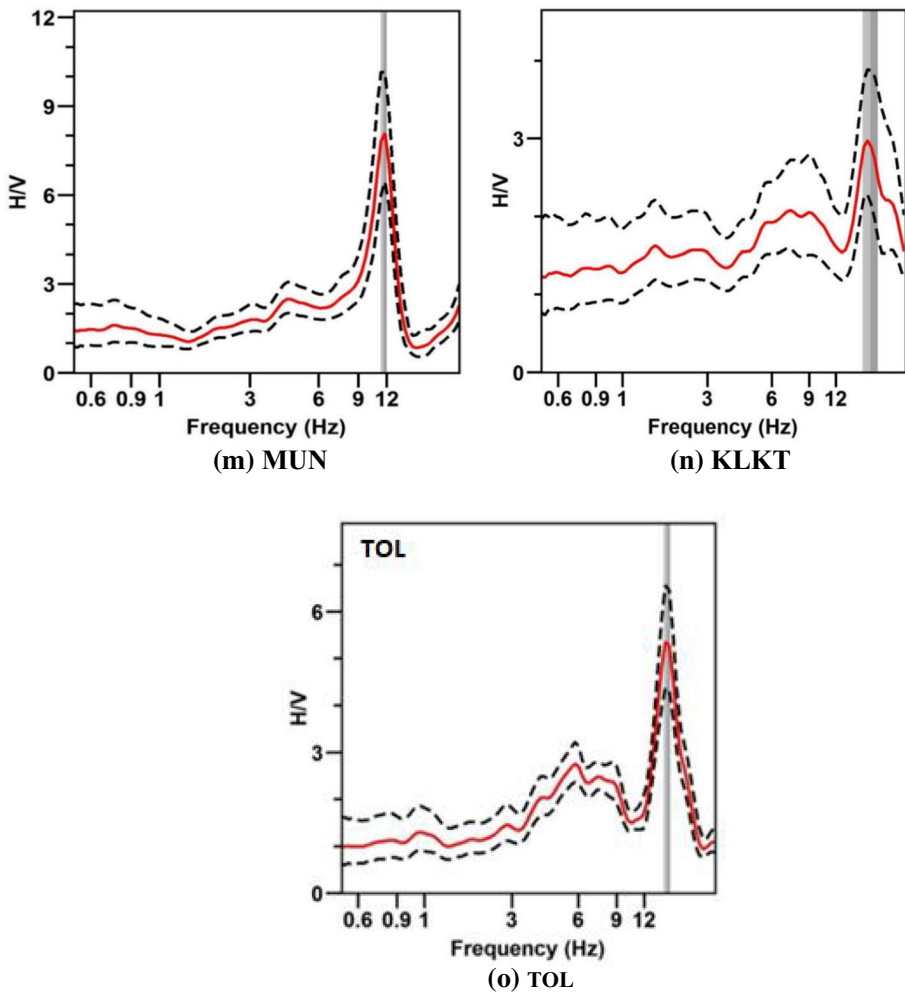 12
9
6
3
0
H/V
0.6 0.9 1 3 6 9 12
Frequency (Hz)
(m) MUN
3
0
H/V
0.6 0.9 1 3 6 9 12
Frequency (Hz)
(n) KLKT
TOL
6
3
0
H/V
0.6 0.9 1 3 6 9 12
Frequency (Hz)
(o) TOL